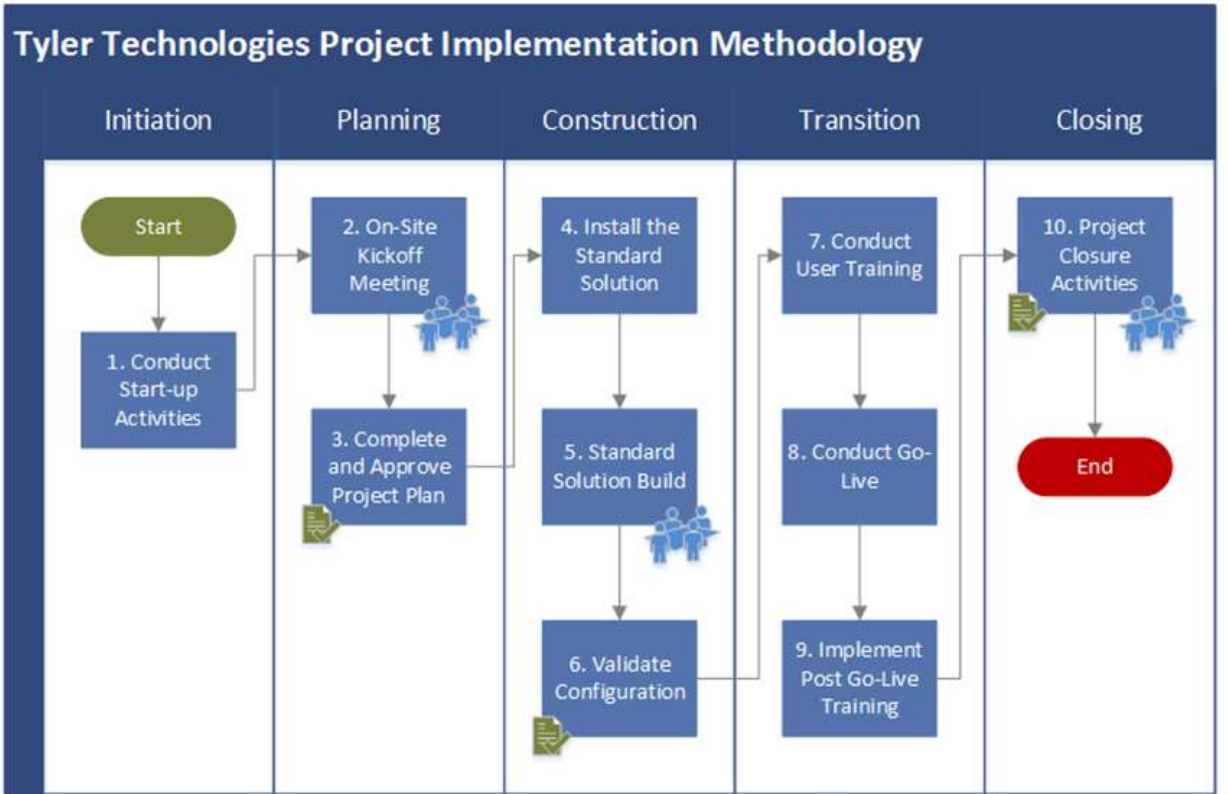 Tyler Technologies Project Implementation Methodology
Initiation
Planning
Construction
Transition
Closing
Start
1. Conduct
Start-up
Activities
2. On-Site
Kickoff
Meeting
3. Complete
and Approve
Project Plan
4. Install the
Standard
Solution
5. Standard
Solution Build
6. Validate
Configuration
7. Conduct
User Training
8. Conduct Go-
Live
9. Implement
Post Go-Live
Training
10. Project
Closure
Activities
End